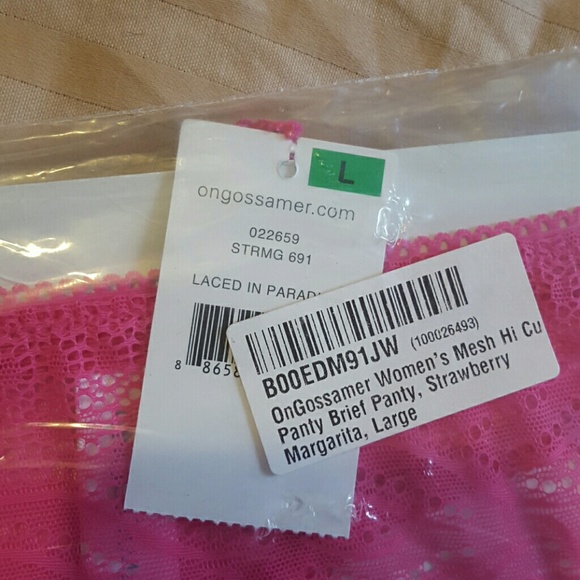 L
ongossamer.com
022659
STRMG 691
LACED IN
8 865
B00EDM91JW (100026493)
OnGossamer Women's Mesh Hi Cu
Panty Brief Panty, Strawberry
Margarita, Large